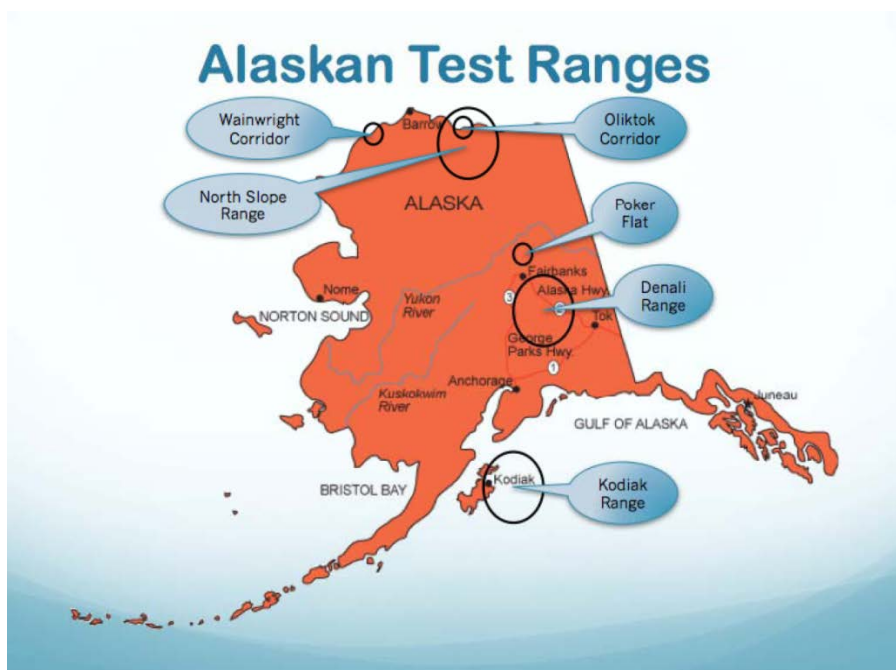 Alaskan Test Ranges
Wainwright
Corridor
Barrow
Oliktok
Corridor
North Slope
Range
ALASKA
Poker
Flat
Fairbanks
Alaska Hwy.
Denali
Range
Nome
Yukon
River
3
NORTON SOUND
Tok
George
Parks Hwy.
1
Anchorage
Kuskokwim
River
Juneau
GULF OF ALASKA
BRISTOL BAY
Kodiak
Kodiak
Range